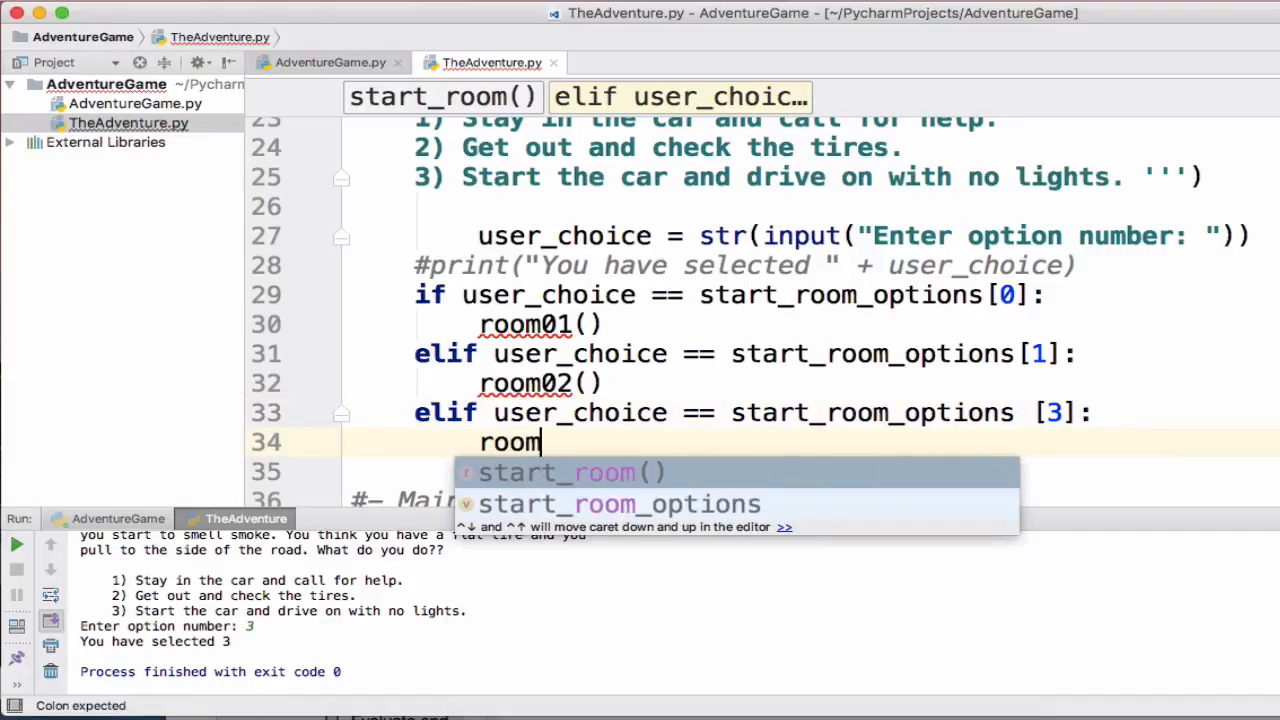 TheAdventure.py - AdventureGame - [~/PycharmProjects/AdventureGame]
AdventureGame
TheAdventure.py
Project
AdventureGame.py
TheAdventure.py
AdventureGame ~/Pycharm
AdventureGame.py
TheAdventure.py
External Libraries
start_room()
elif user_choic…
23 1) Stay in the car and call for help.
24 2) Get out and check the tires.
25 3) Start the car and drive on with no lights. ''')
26
27 user_choice = str(input("Enter option number: "))
28 #print("You have selected " + user_choice)
29 if user_choice == start_room_options[0]:
30 room01()
31 elif user_choice == start_room_options[1]:
32 room02()
33 elif user_choice == start_room_options [3]:
34 room
start_room()
start_room_options
^↓ and ^↑ will move caret down and up in the editor >>
35
36 #- Main
Run:
AdventureGame
TheAdventure
you start to smell smoke. You think you have a flat tire and you
pull to the side of the road. What do you do??
1) Stay in the car and call for help.
2) Get out and check the tires.
3) Start the car and drive on with no lights.
Enter option number: 3
You have selected 3
Process finished with exit code 0
Colon expected